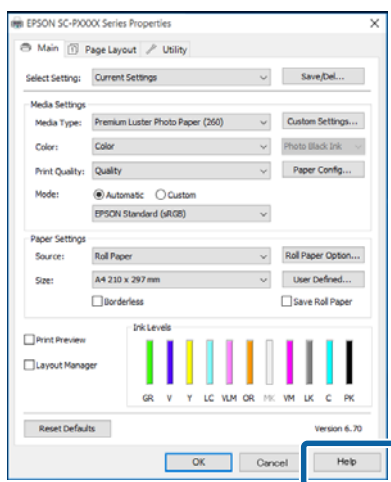 EPSON SC-PXXXX Series Properties
Main Page Layout Utility
Select Setting: Current Settings Save/Del...
Media Settings
Media Type: Premium Luster Photo Paper (260) Custom Settings...
Color: Color Photo Black Ink
Print Quality: Quality Paper Config...
Mode: Automatic Custom
EPSON Standard (sRGB)
Paper Settings
Source: Roll Paper Roll Paper Option...
Size: A4 210 x 297 mm User Defined...
Borderless Save Roll Paper
Print Preview Ink Levels
Layout Manager
GR V Y LC VLM OR MK VM LK C PK
Reset Defaults Version 6.70
OK Cancel Help